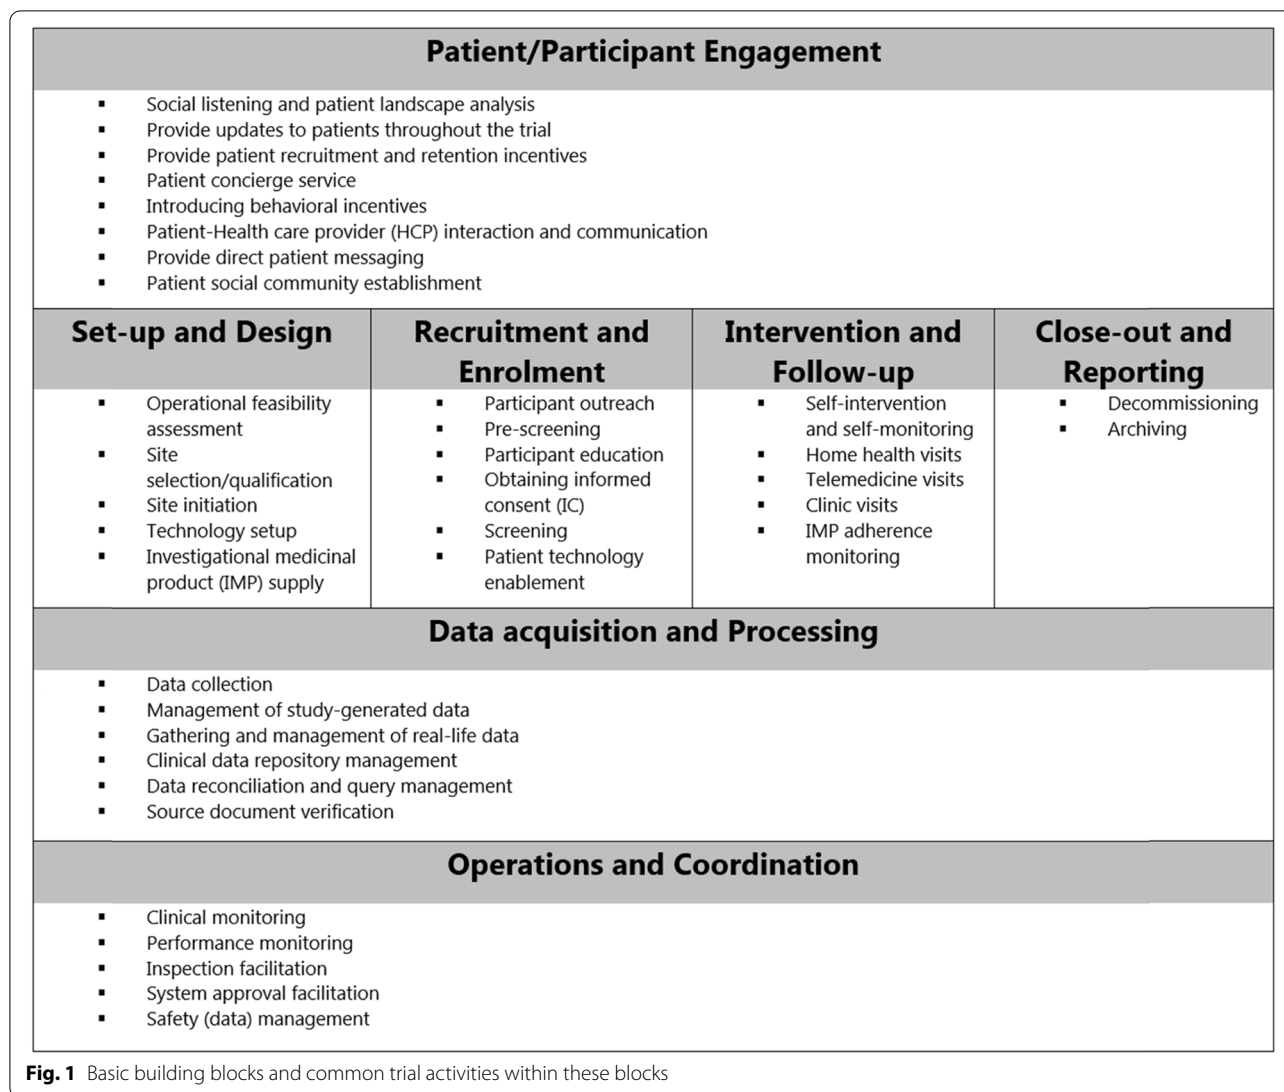 Patient/Participant Engagement
▪ Social listening and patient landscape analysis
▪ Provide updates to patients throughout the trial
▪ Provide patient recruitment and retention incentives
▪ Patient concierge service
▪ Introducing behavioral incentives
▪ Patient-Health care provider (HCP) interaction and communication
▪ Provide direct patient messaging
▪ Patient social community establishment
Set-up and Design
▪ Operational feasibility
assessment
▪ Site
selection/qualification
▪ Site initiation
▪ Technology setup
▪ Investigational medicinal
product (IMP) supply
Recruitment and
Enrolment
▪ Participant outreach
▪ Pre-screening
▪ Participant education
▪ Obtaining informed
consent (IC)
▪ Screening
▪ Patient technology
enablement
Intervention and
Follow-up
▪ Self-intervention
and self-monitoring
▪ Home health visits
▪ Telemedicine visits
▪ Clinic visits
▪ IMP adherence
monitoring
Close-out and
Reporting
▪ Decommissioning
▪ Archiving
Data acquisition and Processing
▪ Data collection
▪ Management of study-generated data
▪ Gathering and management of real-life data
▪ Clinical data repository management
▪ Data reconciliation and query management
▪ Source document verification
Operations and Coordination
▪ Clinical monitoring
▪ Performance monitoring
▪ Inspection facilitation
▪ System approval facilitation
▪ Safety (data) management
Fig. 1 Basic building blocks and common trial activities within these blocks